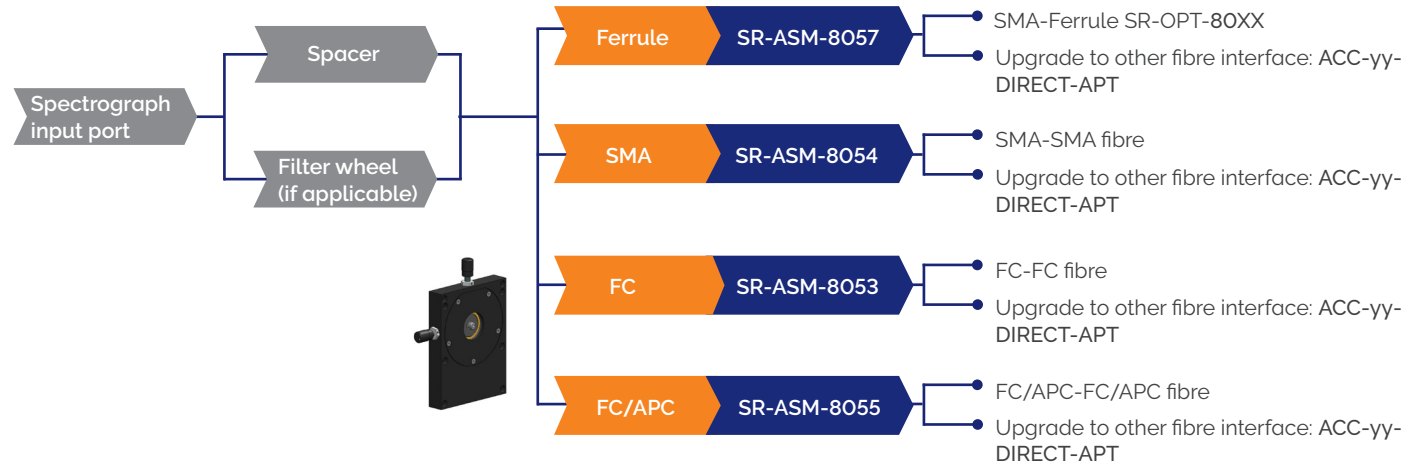 Spectrograph
input port
Spacer
Filter wheel
(if applicable)
Ferrule
SR-ASM-8057
SMA-Ferrule SR-OPT-80XX
Upgrade to other fibre interface: ACC-yy-
DIRECT-APT
SMA
SR-ASM-8054
SMA-SMA fibre
Upgrade to other fibre interface: ACC-yy-
DIRECT-APT
FC
SR-ASM-8053
FC-FC fibre
Upgrade to other fibre interface: ACC-yy-
DIRECT-APT
FC/APC
SR-ASM-8055
FC/APC-FC/APC fibre
Upgrade to other fibre interface: ACC-yy-
DIRECT-APT